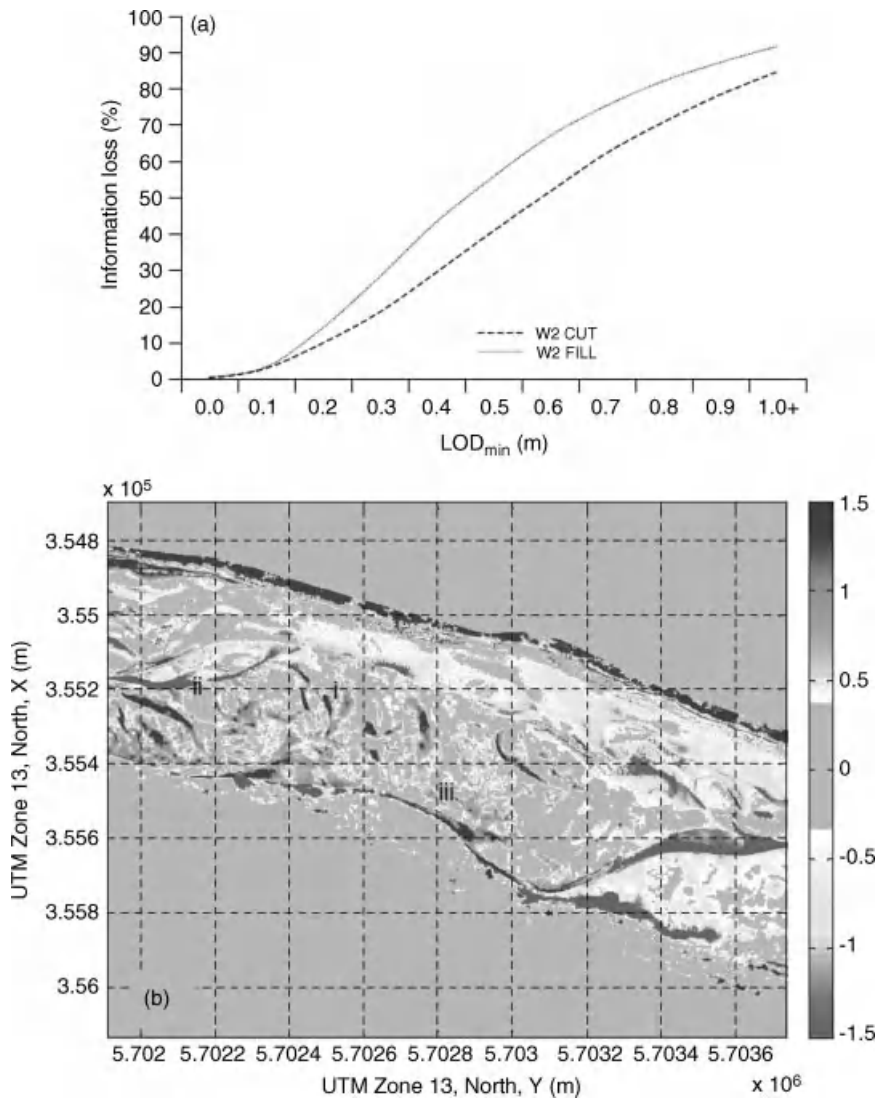 (a)
100
90
80
70
60
50
40
30
20
10
0
Information loss (%)
W2 CUT
W2 FILL
0.0 0.1 0.2 0.3 0.4 0.5 0.6 0.7 0.8 0.9 1.0+
LODmin (m)
x 10⁵
3.548
3.55
3.552
3.554
3.556
3.558
3.56
UTM Zone 13, North, X (m)
ii
i
iii
(b)
1.5
1
0.5
0
-0.5
-1
-1.5
5.702 5.7022 5.7024 5.7026 5.7028 5.703 5.7032 5.7034 5.7036
UTM Zone 13, North, Y (m)
x 10⁶